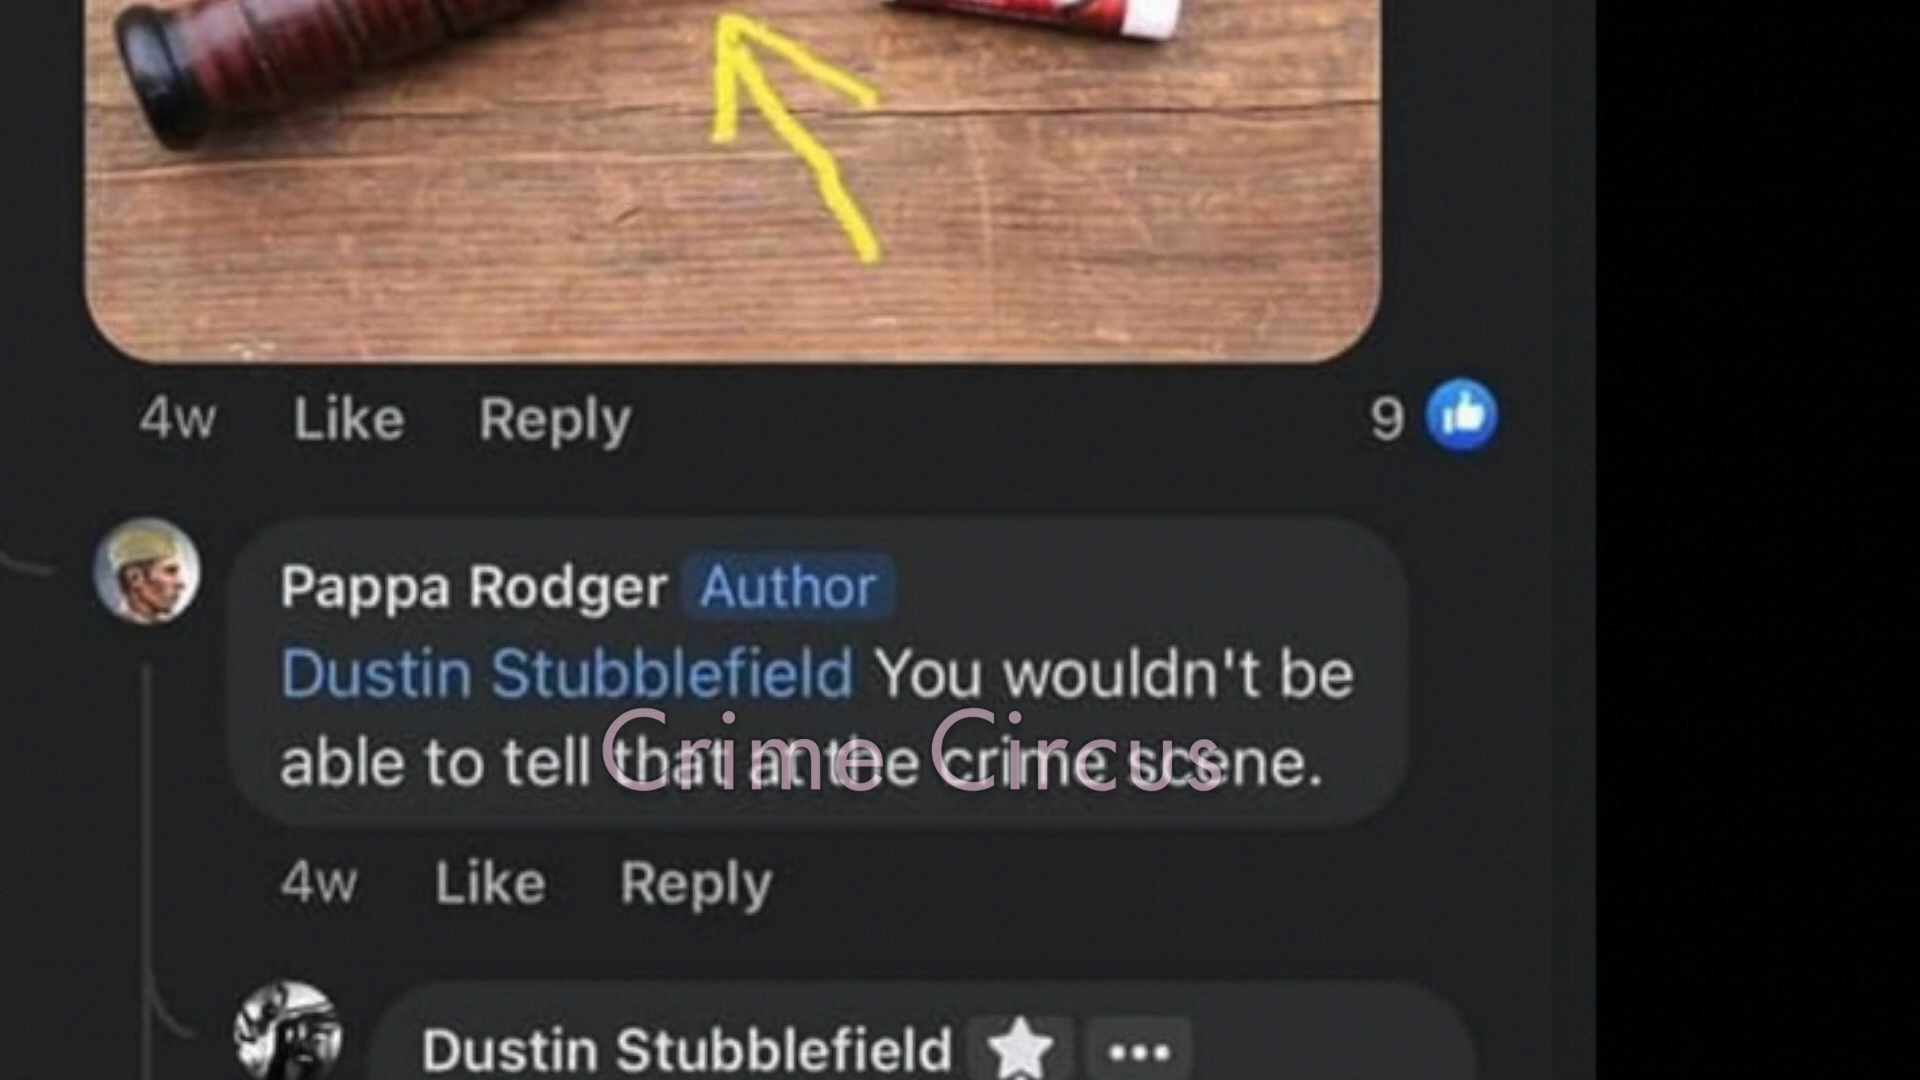 4w Like Reply 9
Pappa Rodger Author
Dustin Stubblefield You wouldn't be
able to tell that at the crime scene.
Crime Circus
4w Like Reply
Dustin Stubblefield